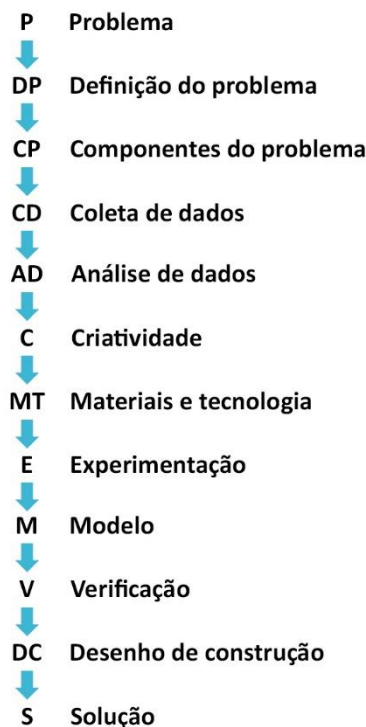 P Problema
DP Definição do problema
CP Componentes do problema
CD Coleta de dados
AD Análise de dados
C Criatividade
MT Materiais e tecnologia
E Experimentação
M Modelo
V Verificação
DC Desenho de construção
S Solução